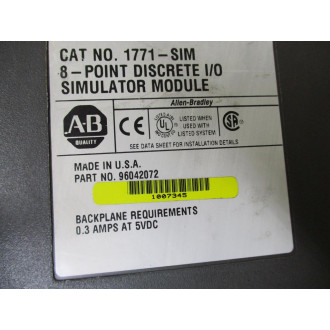 CAT NO. 1771-SIM
8-POINT DISCRETE I/O
SIMULATOR MODULE
Allen-Bradley
AB
QUALITY
CE
UL
LISTED WHEN
USED WITH
LISTED SYSTEM
SEE DATA SHEET FOR INSTALLATION DETAILS
MADE IN U.S.A.
PART NO. 96042072
1007345
BACKPLANE REQUIREMENTS
0.3 AMPS AT 5VDC